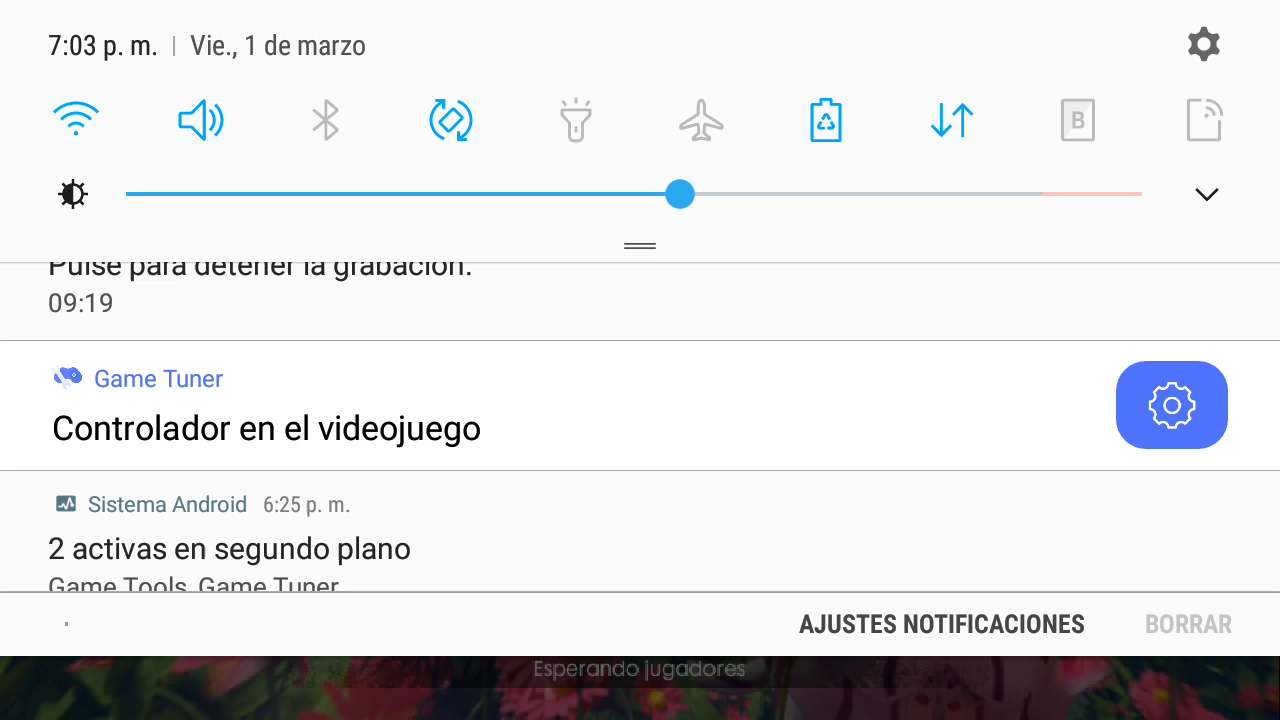 7:03 p. m. | Vie., 1 de marzo
B
Pulse para detener la grabación.
09:19
Game Tuner
Controlador en el videojuego
Sistema Android 6:25 p. m.
2 activas en segundo plano
Game Tools, Game Tuner
AJUSTES NOTIFICACIONES BORRAR
Esperando jugadores